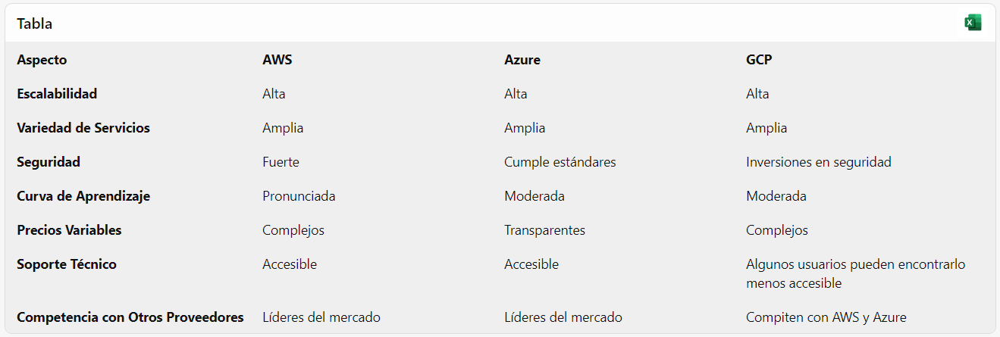 Tabla
Aspecto AWS Azure GCP
Escalabilidad Alta Alta Alta
Variedad de Servicios Amplia Amplia Amplia
Seguridad Fuerte Cumple estándares Inversiones en seguridad
Curva de Aprendizaje Pronunciada Moderada Moderada
Precios Variables Complejos Transparentes Complejos
Soporte Técnico Accesible Accesible Algunos usuarios pueden encontrarlo
menos accesible
Competencia con Otros Proveedores Líderes del mercado Líderes del mercado Compiten con AWS y Azure